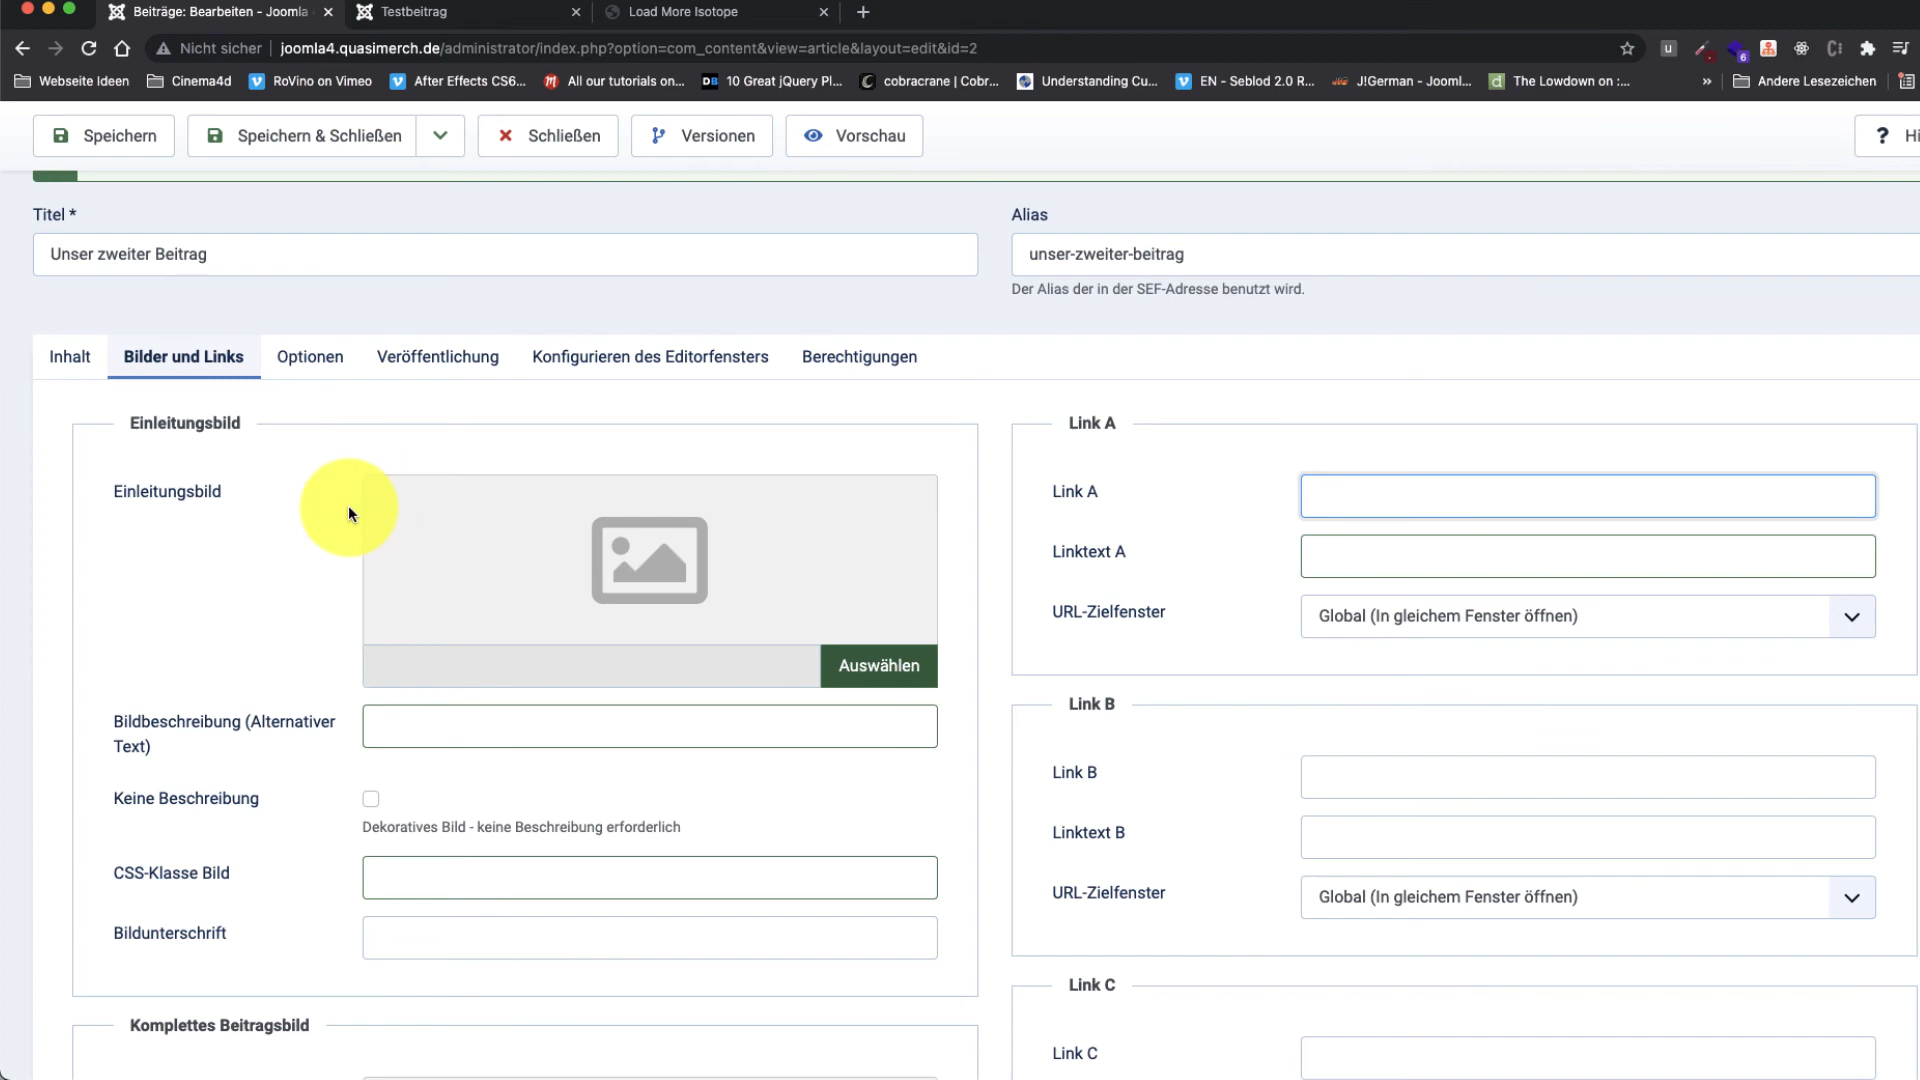 Beiträge: Bearbeiten - Joomla
Testbeitrag
Load More Isotope
Nicht sicher
joomla4.quasimerch.de/administrator/index.php?option=com_content&view=article&layout=edit&id=2
u
6
Webseite Ideen
Cinema4d
RoVino on Vimeo
After Effects CS6...
All our tutorials on...
DB
10 Great jQuery Pl...
cobracrane | Cobr...
Understanding Cu...
EN - Seblod 2.0 R...
J!German - Jooml...
The Lowdown on :...
»
Andere Lesezeichen
Speichern
Speichern & Schließen
Schließen
Versionen
Vorschau
? Hi
Titel *
Unser zweiter Beitrag
Alias
unser-zweiter-beitrag
Der Alias der in der SEF-Adresse benutzt wird.
Inhalt
Bilder und Links
Optionen
Veröffentlichung
Konfigurieren des Editorfensters
Berechtigungen
Einleitungsbild
Einleitungsbild
Auswählen
Bildbeschreibung (Alternativer
Text)
Keine Beschreibung
Dekoratives Bild - keine Beschreibung erforderlich
CSS-Klasse Bild
Bildunterschrift
Komplettes Beitragsbild
Link A
Link A
Linktext A
URL-Zielfenster
Global (In gleichem Fenster öffnen)
Link B
Link B
Linktext B
URL-Zielfenster
Global (In gleichem Fenster öffnen)
Link C
Link C